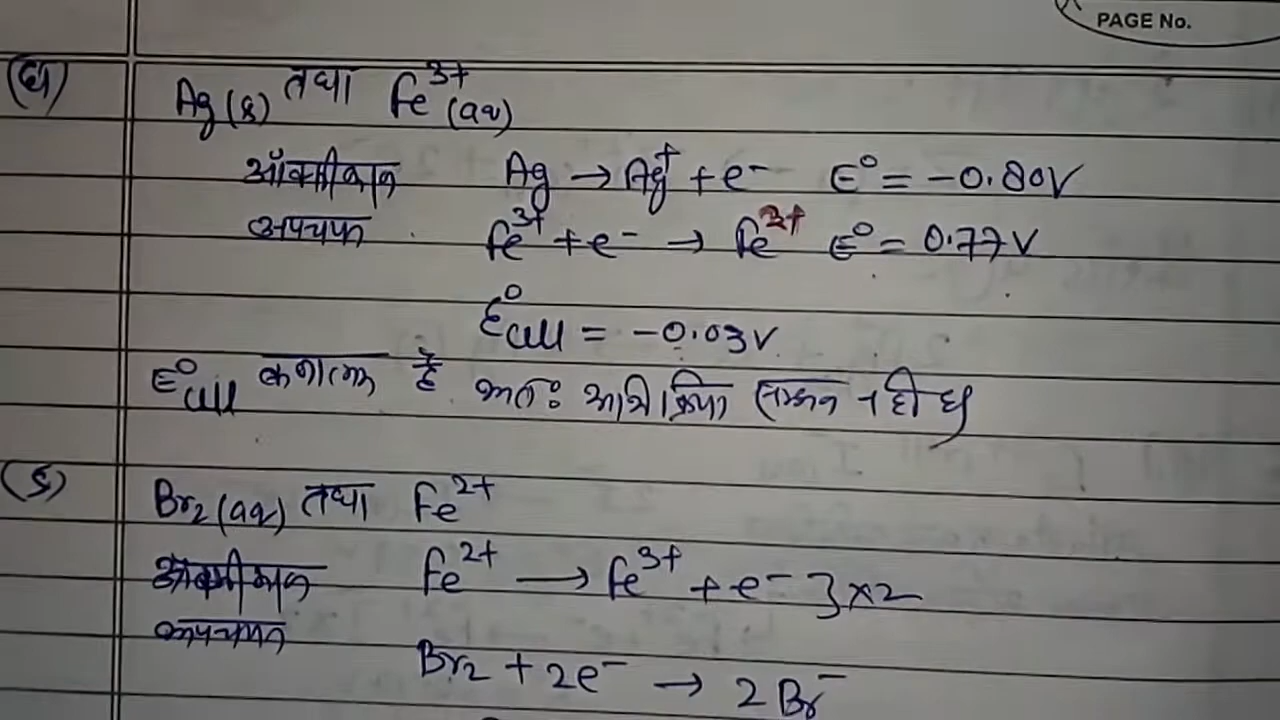 PAGE No.
(घ)
Ag(s) तथा Fe³⁺(aq)
ऑक्सीकरण Ag → Ag⁺ + e⁻ E° = -0.80V
अपचयन Fe³⁺ + e⁻ → Fe²⁺ E° = 0.77V
E°cell = -0.03V
E°cell ऋणात्मक है अतः अभिक्रिया सम्भव नहीं है
(ड)
Br₂(aq) तथा Fe²⁺
ऑक्सीकरण Fe²⁺ → Fe³⁺ + e⁻ }×2
अपचयन
Br₂ + 2e⁻ → 2Br⁻